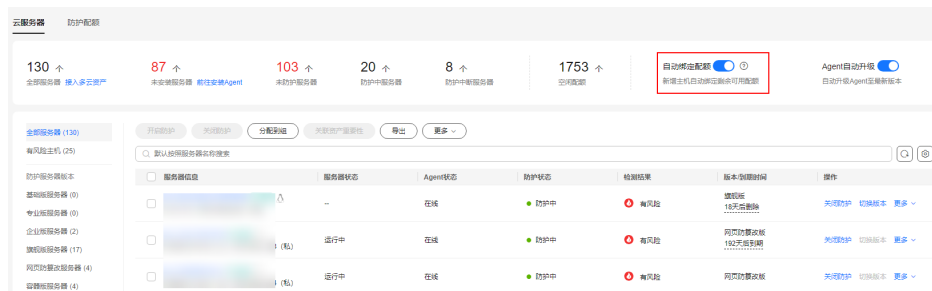 云服务器 防护配额
130 个 87 个 103 个 20 个 8 个 1753 个 自动绑定配额 Agent自动升级
全部服务器 接入多云资产 未安装服务器 前往安装Agent 未防护服务器 防护中服务器 防护中断服务器 空闲配额 新增主机自动绑定剩余可用配额 自动升级Agent至最新版本
全部服务器 (130) 开启防护 关闭防护 分配到组 关联资产重要性 导出 更多
有风险主机 (25) 默认按照服务器名称搜索
防护服务器版本 服务器信息 服务器状态 Agent状态 防护状态 检测结果 版本/到期时间 操作
基础版服务器 (0) -- 在线 防护中 有风险 旗舰版 关闭防护 切换版本 更多
18天后删除
专业版服务器 (0)
企业版服务器 (2) 运行中 在线 防护中 有风险 网页防篡改版 关闭防护 切换版本 更多
旗舰版服务器 (17) (私) 192天后到期
网页防篡改服务器 (4) 运行中 在线 防护中 有风险 网页防篡改版 关闭防护 切换版本 更多
容器版服务器 (4) (私)